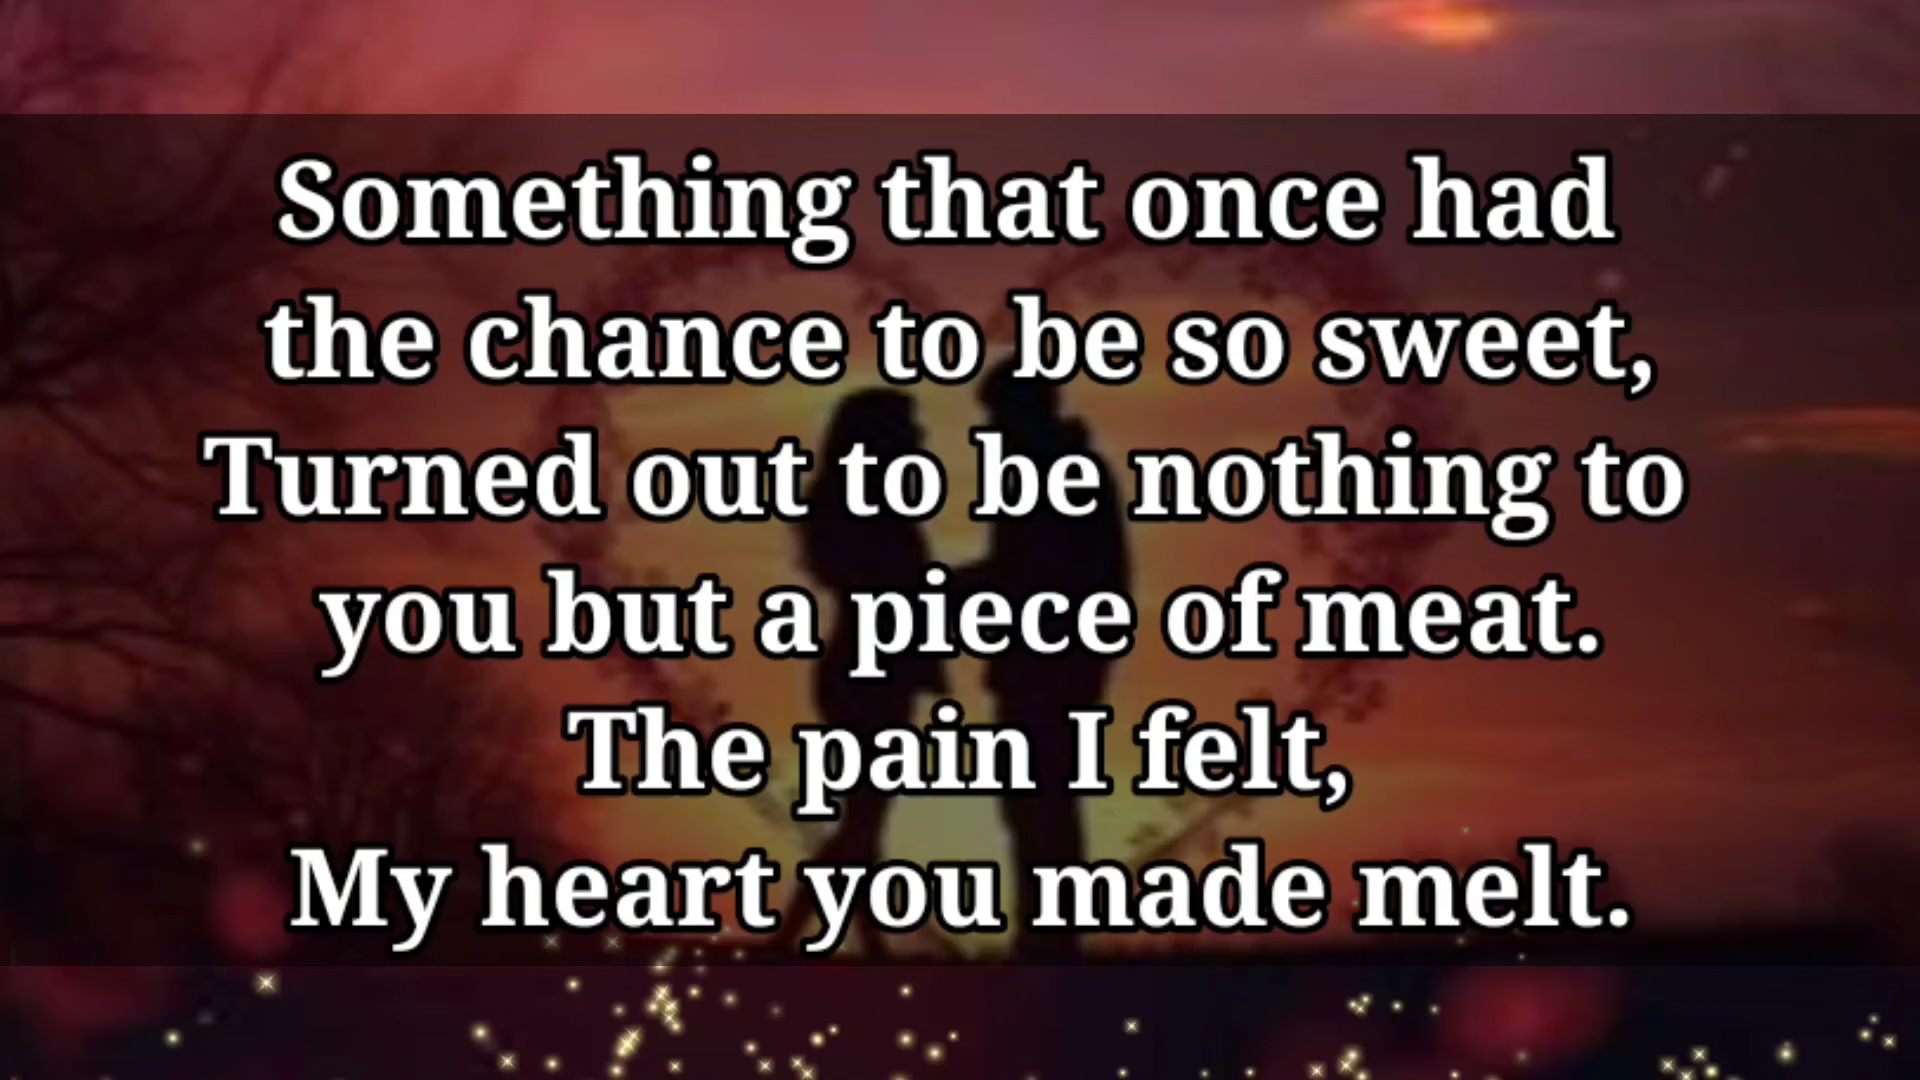 Something that once had
the chance to be so sweet,
Turned out to be nothing to
you but a piece of meat.
The pain I felt,
My heart you made melt.